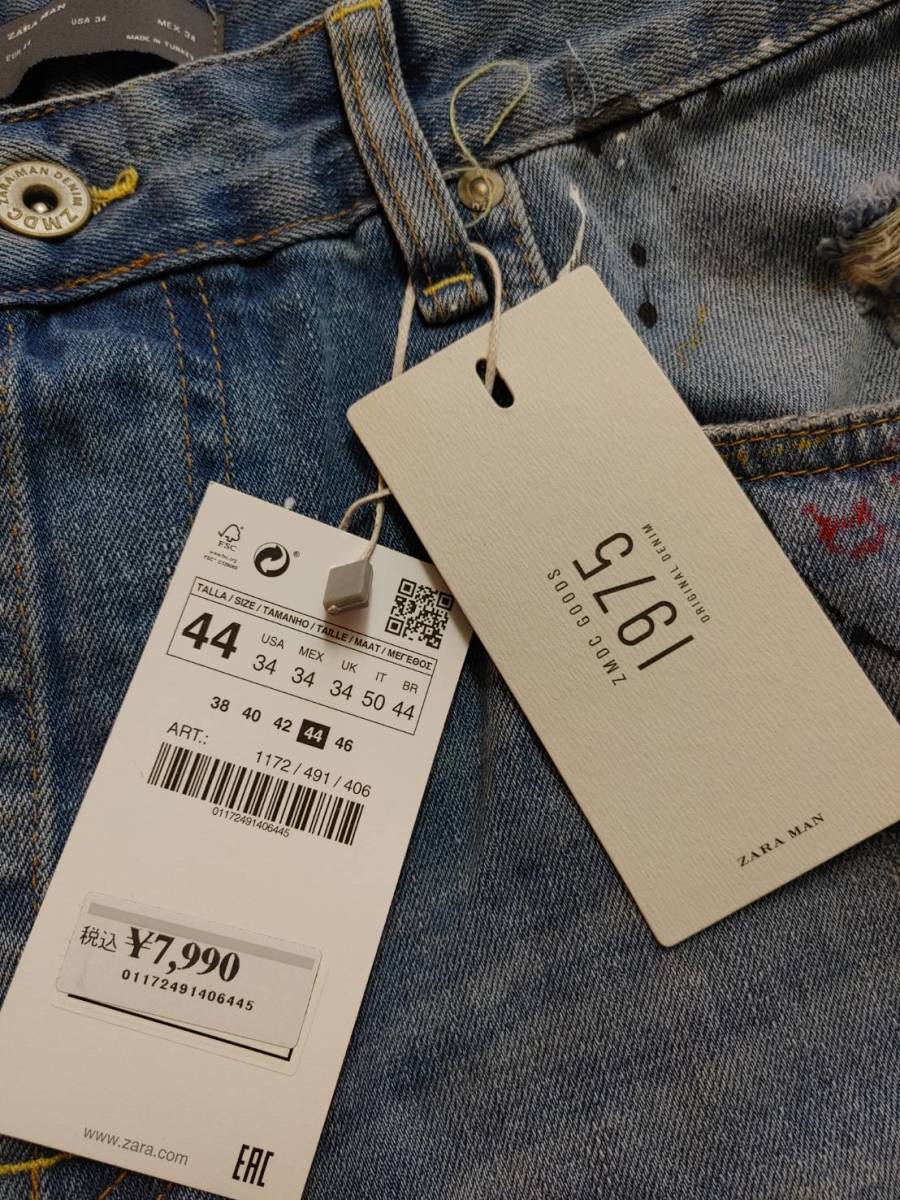 ZARA MAN
USA 34
MEX 34
MADE IN TURKEY
ZARA MAN DENIM
ZMDC
FSC
®
TALLA / SIZE / TAMANHO / TAILLE / MAAT / ΜΕΓΕΘΟΣ
44
USA MEX UK IT BR
34 34 34 50 44
38 40 42 44 46
ART.: 1172 / 491 / 406
01172491406445
税込 ¥7,990
01172491406445
www.zara.com
EAC
ZMDC GOODS
1975
ORIGINAL DENIM
ZARA MAN